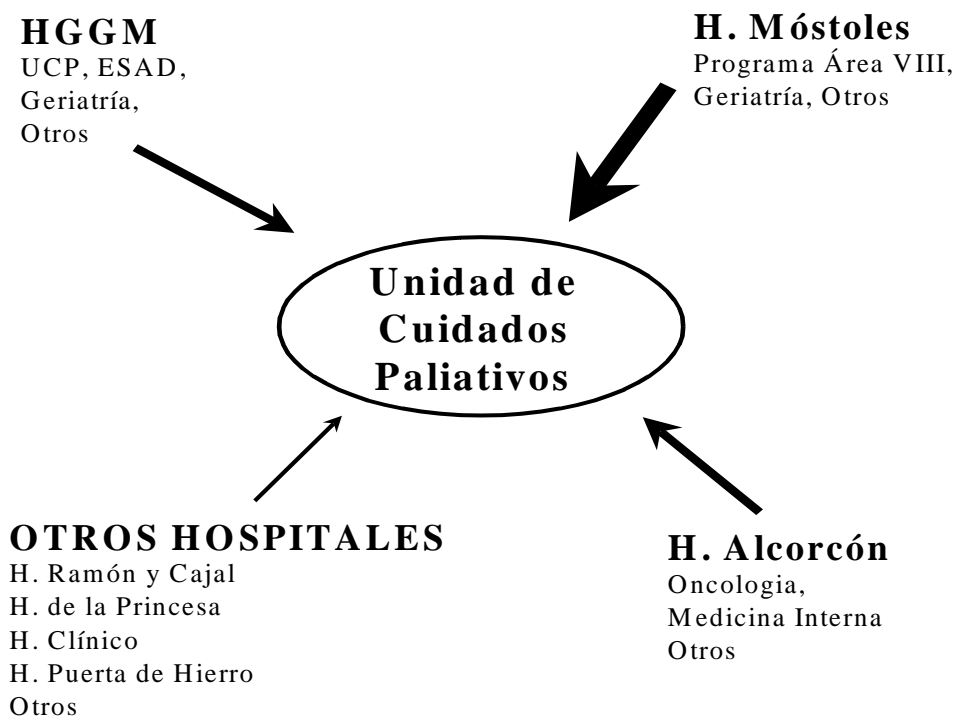 HGGM
UCP, ESAD,
Geriatría,
Otros
H. Móstoles
Programa Área VIII,
Geriatría, Otros
Unidad de
Cuidados
Paliativos
OTROS HOSPITALES
H. Ramón y Cajal
H. de la Princesa
H. Clínico
H. Puerta de Hierro
Otros
H. Alcorcón
Oncologia,
Medicina Interna
Otros